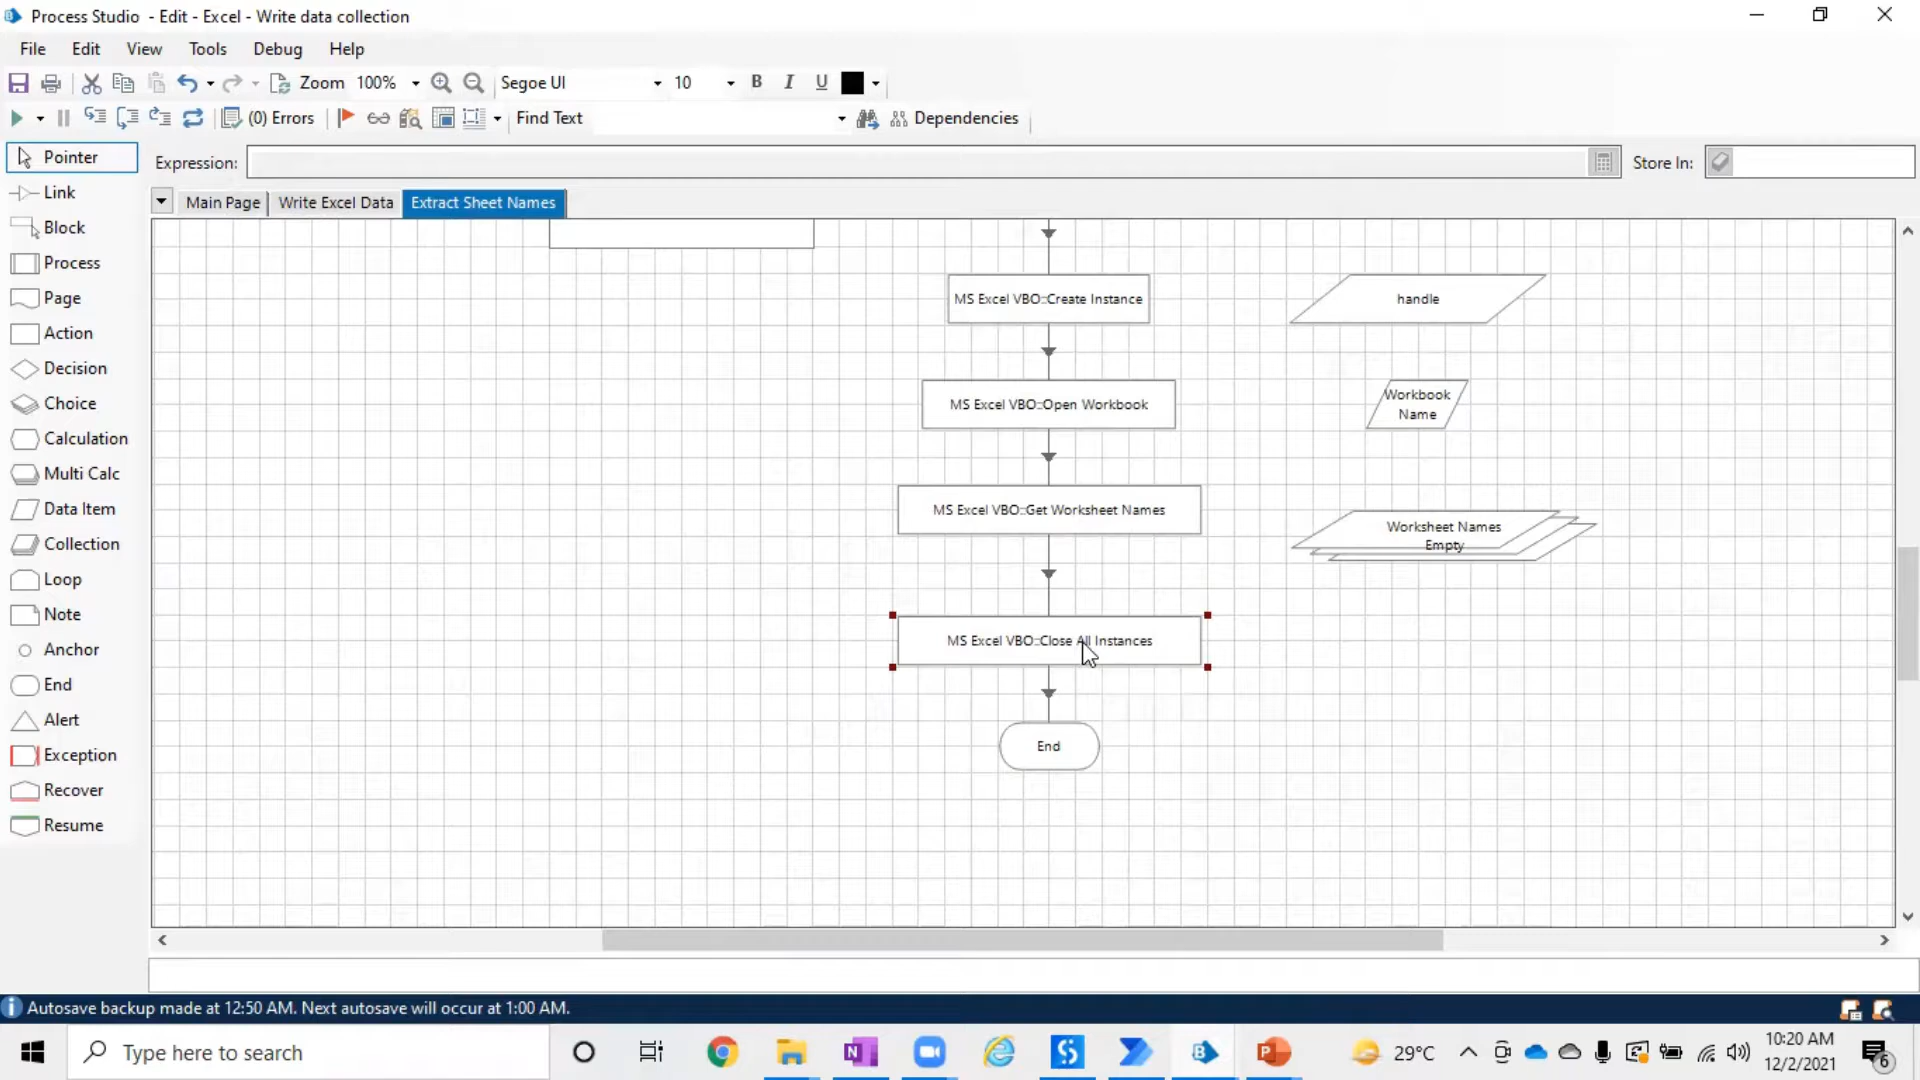 Process Studio - Edit - Excel - Write data collection
File Edit View Tools Debug Help
Zoom 100% Segoe UI 10 B I U
(0) Errors Find Text Dependencies
Pointer
Expression: Store In:
Link
Main Page Write Excel Data Extract Sheet Names
Block
Process
Page
MS Excel VBO::Create Instance
handle
Action
Decision
Choice
MS Excel VBO::Open Workbook
Workbook
Name
Calculation
Multi Calc
Data Item
MS Excel VBO::Get Worksheet Names
Worksheet Names
Empty
Collection
Loop
Note
MS Excel VBO::Close All Instances
Anchor
End
Alert
End
Exception
Recover
Resume
Autosave backup made at 12:50 AM. Next autosave will occur at 1:00 AM.
Type here to search
29°C
10:20 AM
12/2/2021
6